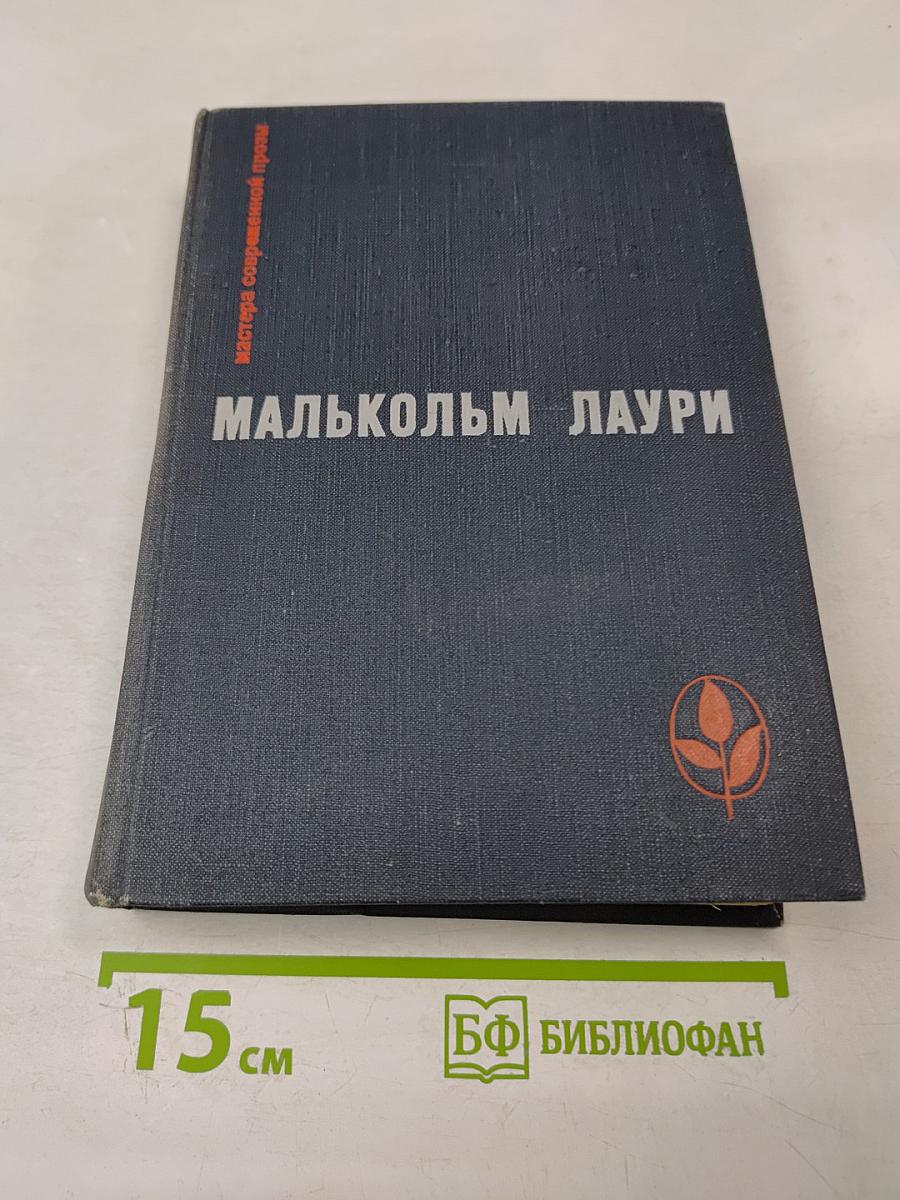 мастера современной прозы
МАЛЬКОЛЬМ ЛАУРИ
15 см
БФ БИБЛИОФАН